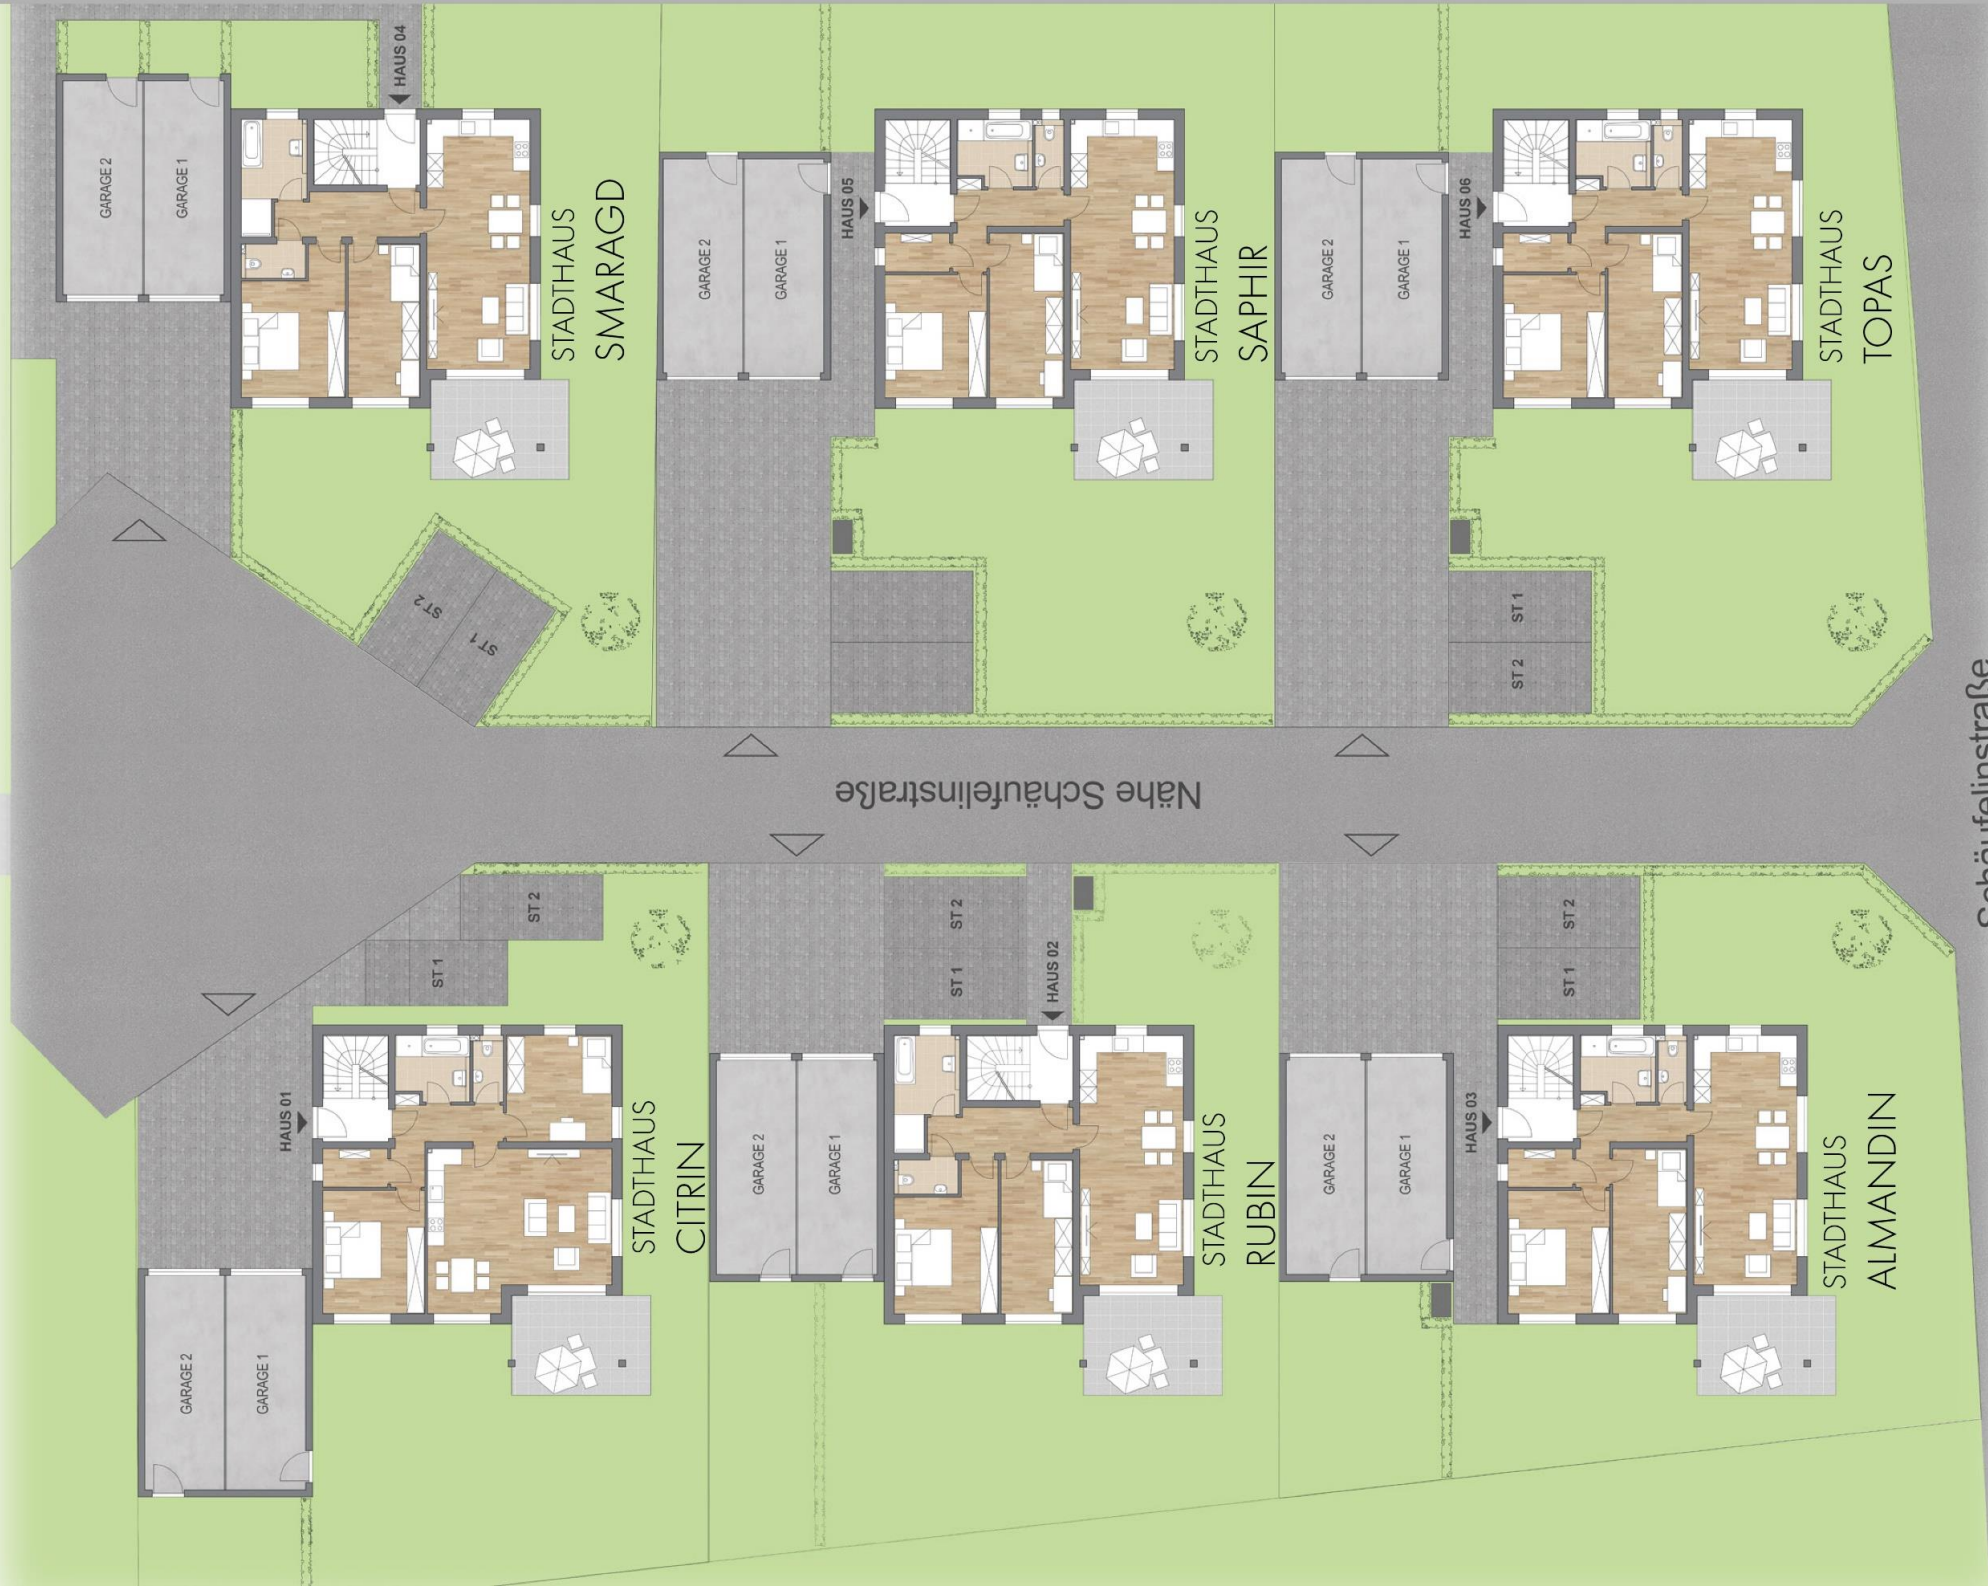 HAUS 04
GARAGE 2
GARAGE 1
STADTHAUS
SMARAGD
ST 2
ST 1
HAUS 05
GARAGE 2
GARAGE 1
STADTHAUS
SAPHIR
HAUS 06
GARAGE 2
GARAGE 1
STADTHAUS
TOPAS
ST 1
ST 2
Nähe Schäufelinstraße
Schäufelinstraße
HAUS 01
ST 2
ST 1
GARAGE 2
GARAGE 1
STADTHAUS
CITRIN
ST 2
ST 1
HAUS 02
GARAGE 2
GARAGE 1
STADTHAUS
RUBIN
ST 2
ST 1
HAUS 03
GARAGE 2
GARAGE 1
STADTHAUS
ALMANDIN